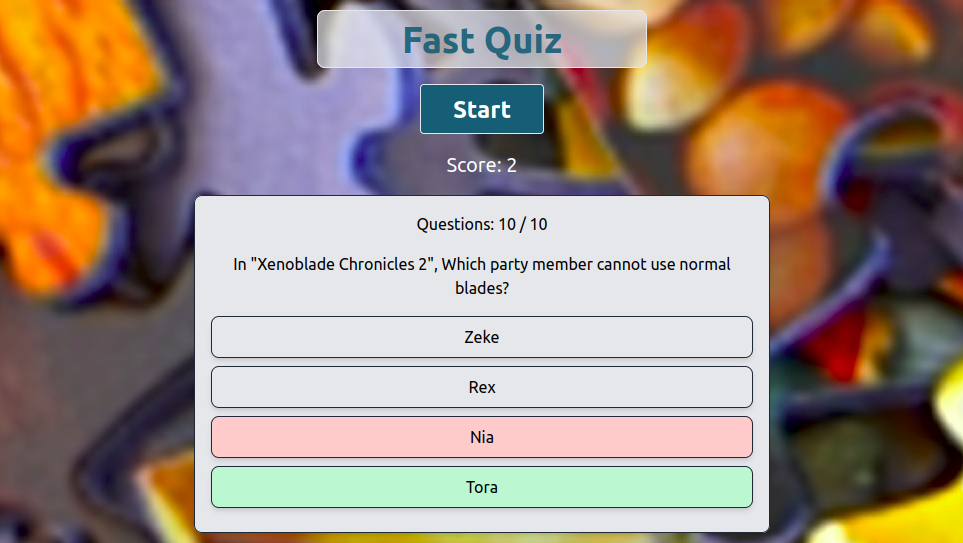 Fast Quiz
Start
Score: 2
Questions: 10 / 10
In "Xenoblade Chronicles 2", Which party member cannot use normal
blades?
Zeke
Rex
Nia
Tora